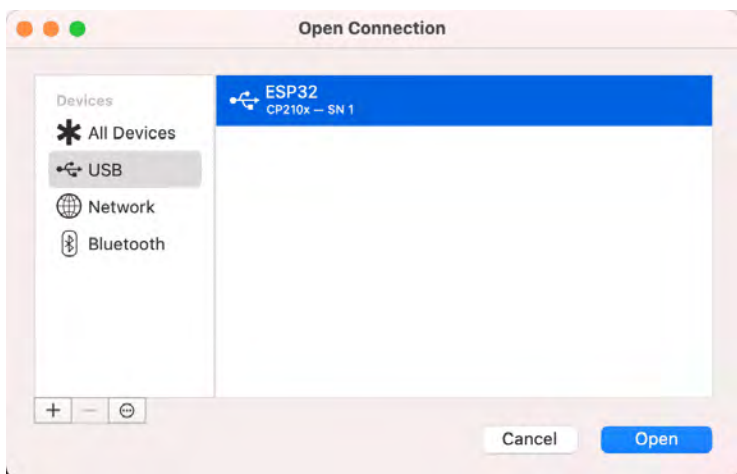 Open Connection
Devices
All Devices
USB
Network
Bluetooth
ESP32
CP210x — SN 1
Cancel
Open